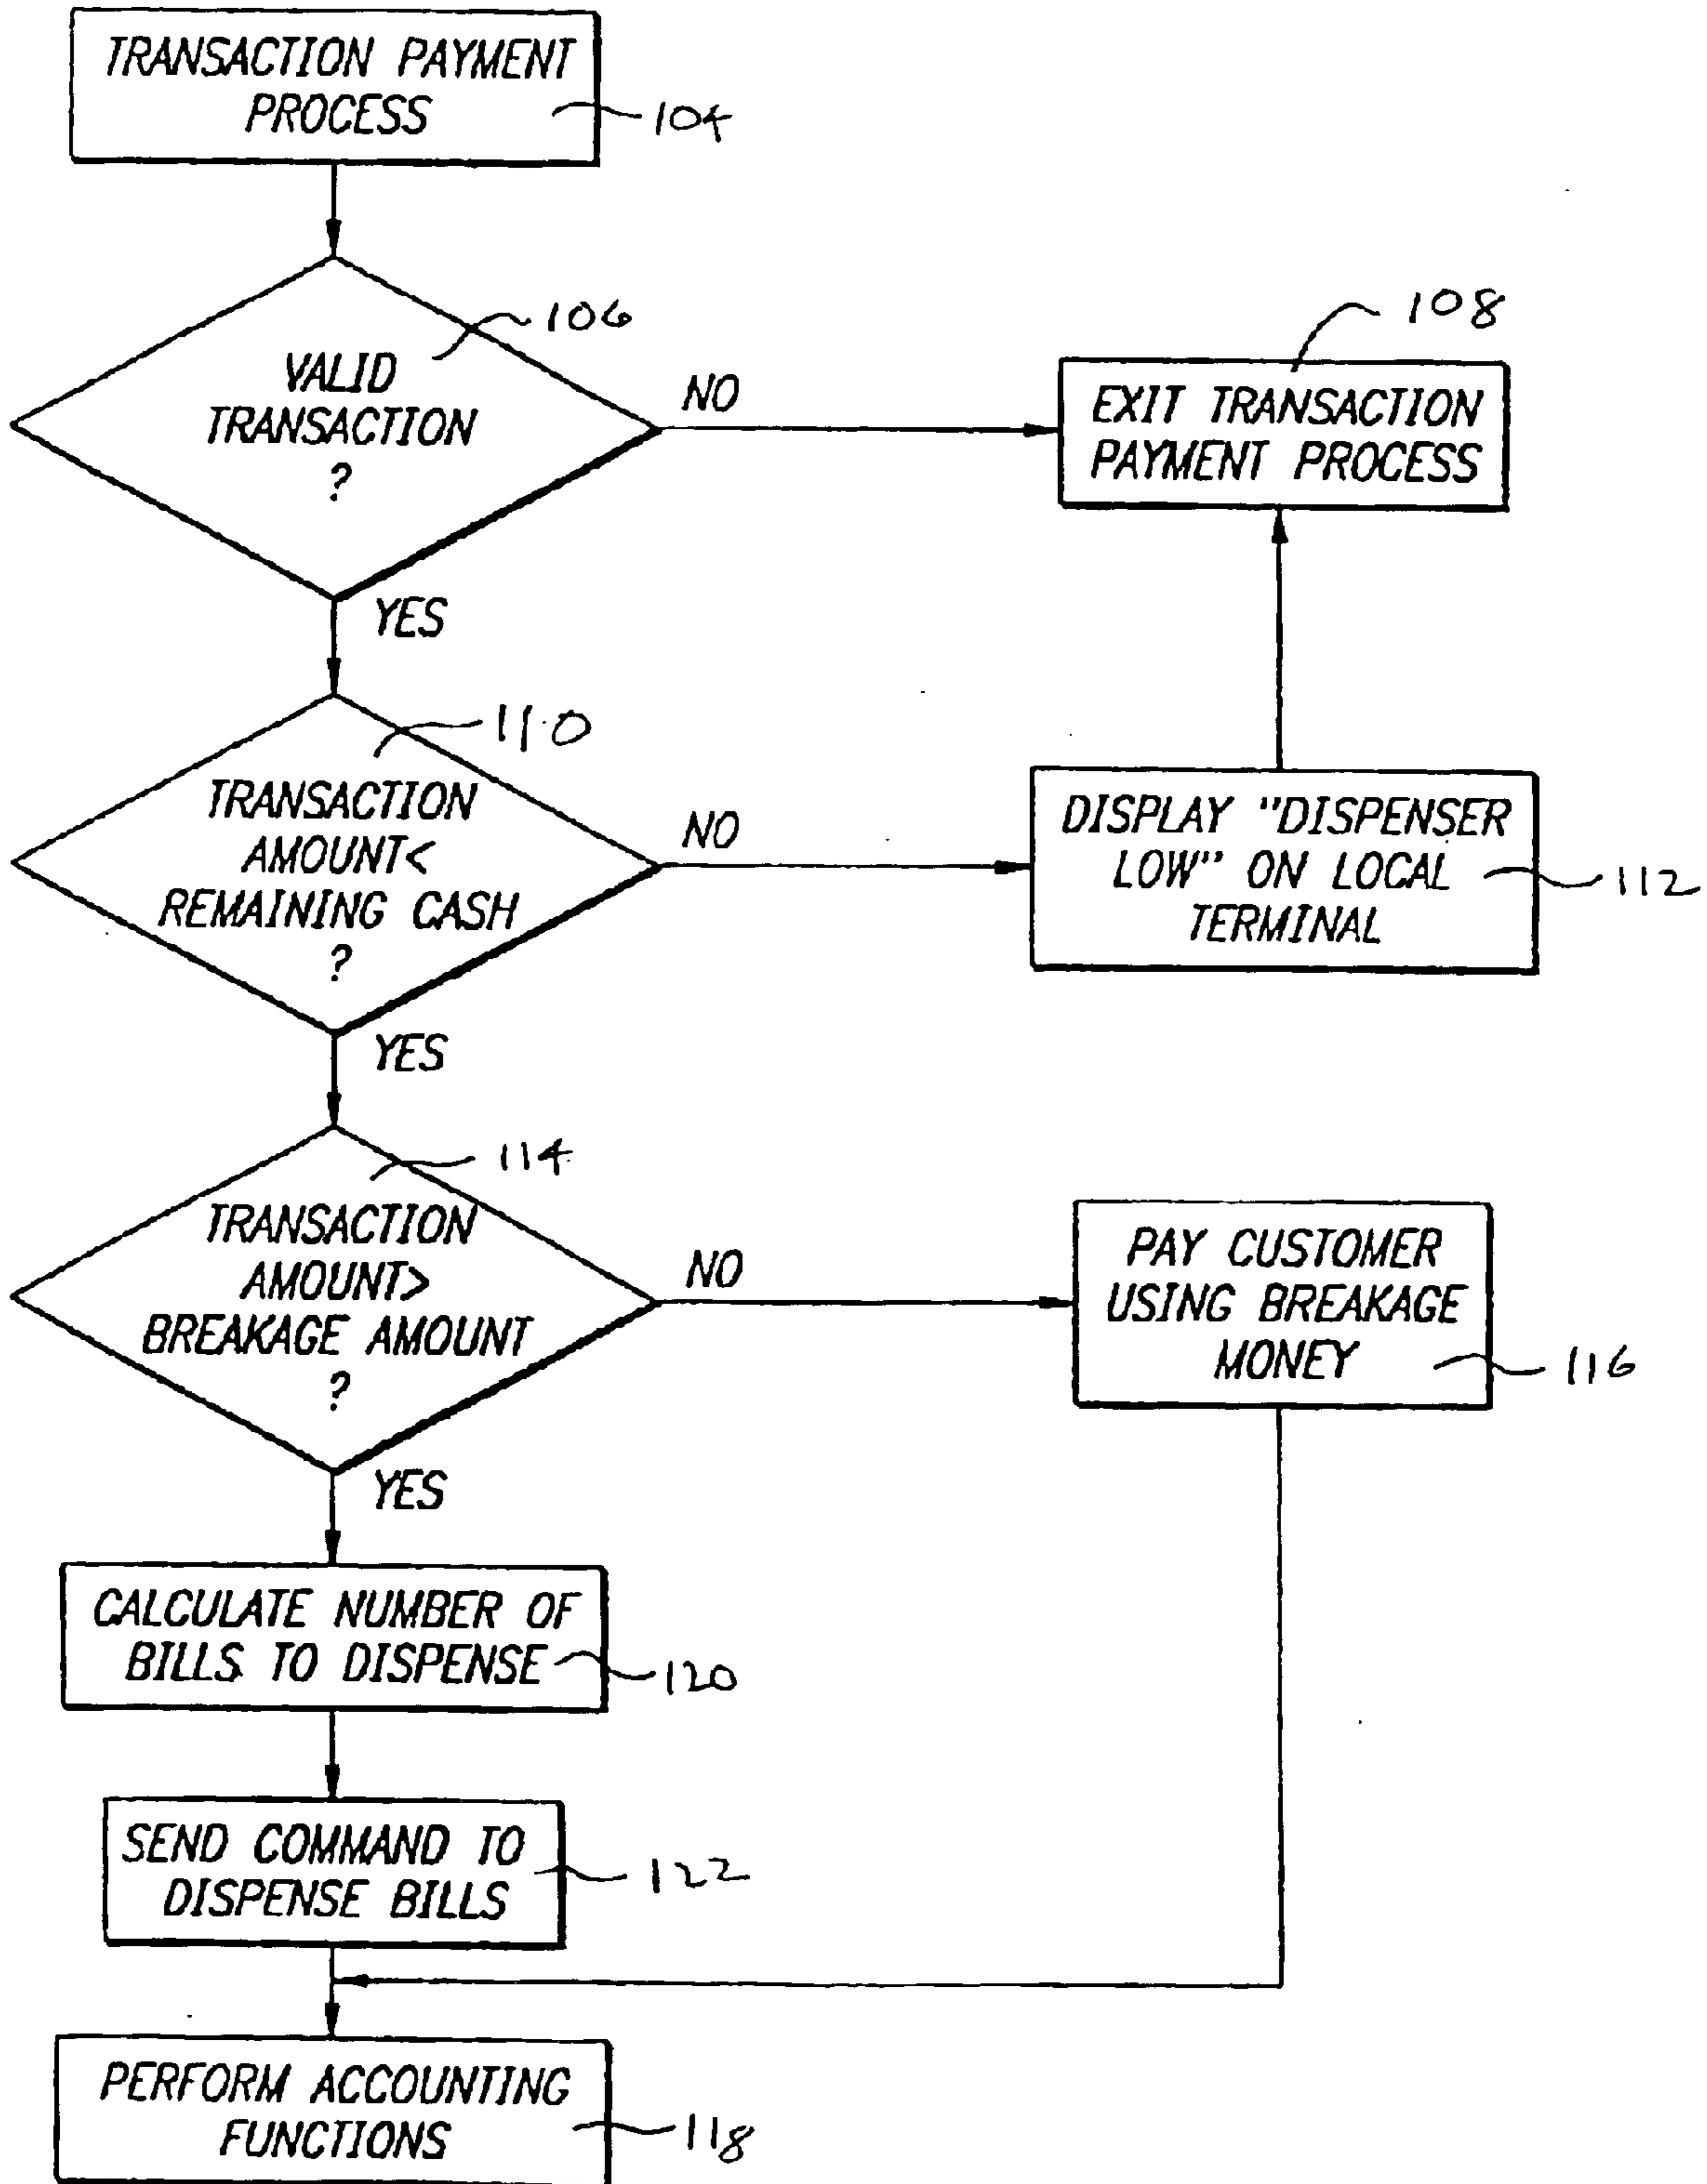 TRANSACTION PAYMENT
PROCESS
104
106
VALID
TRANSACTION
?
NO
YES
108
EXIT TRANSACTION
PAYMENT PROCESS
110
TRANSACTION
AMOUNT<
REMAINING CASH
?
NO
YES
DISPLAY "DISPENSER
LOW" ON LOCAL
TERMINAL
112
114
TRANSACTION
AMOUNT>
BREAKAGE AMOUNT
?
NO
YES
PAY CUSTOMER
USING BREAKAGE
MONEY
116
CALCULATE NUMBER OF
BILLS TO DISPENSE
120
SEND COMMAND TO
DISPENSE BILLS
122
PERFORM ACCOUNTING
FUNCTIONS
118